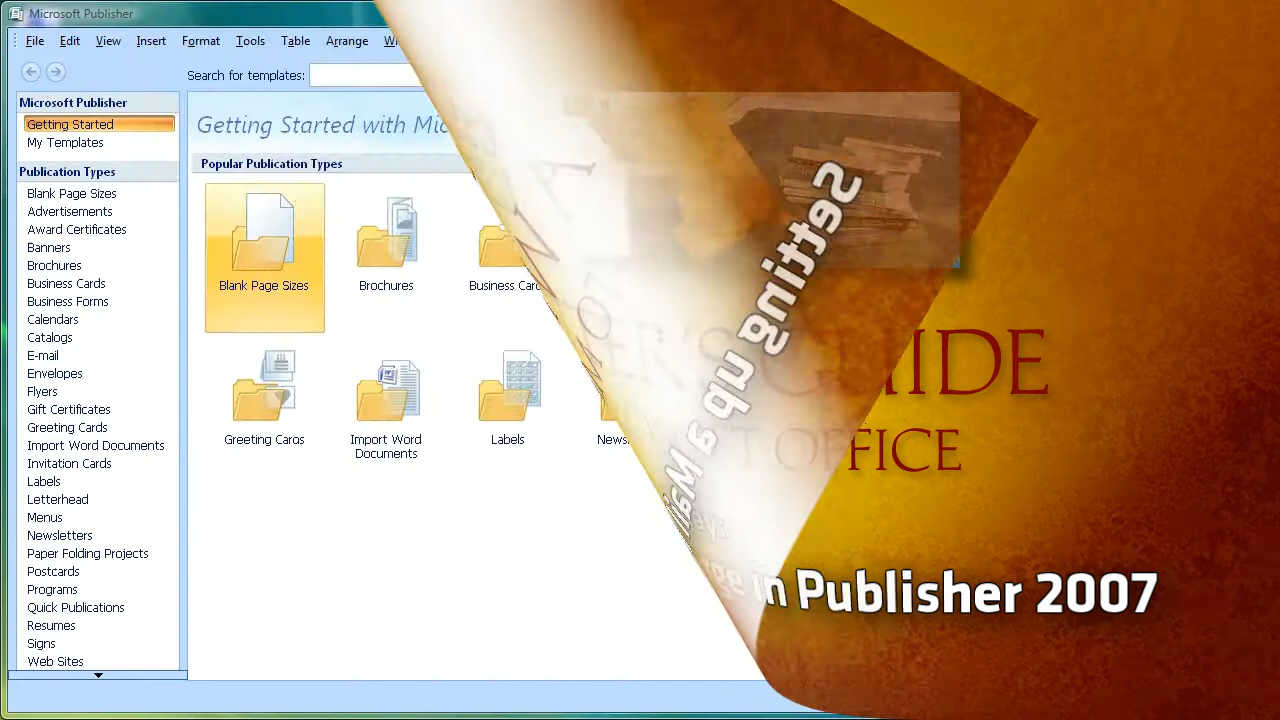 Microsoft Publisher
File Edit View Insert Format Tools Table Arrange
Search for templates:
Microsoft Publisher
Getting Started
My Templates
Publication Types
Blank Page Sizes
Advertisements
Award Certificates
Banners
Brochures
Business Cards
Business Forms
Calendars
Catalogs
E-mail
Envelopes
Flyers
Gift Certificates
Greeting Cards
Import Word Documents
Invitation Cards
Labels
Letterhead
Menus
Newsletters
Paper Folding Projects
Postcards
Programs
Quick Publications
Resumes
Signs
Web Sites
Getting Started with
Popular Publication Types
Blank Page Sizes
Brochures
Business
Greeting Cards
Import Word
Documents
Labels
GUIDE
OFFICE
Setting up a
in Publisher 2007